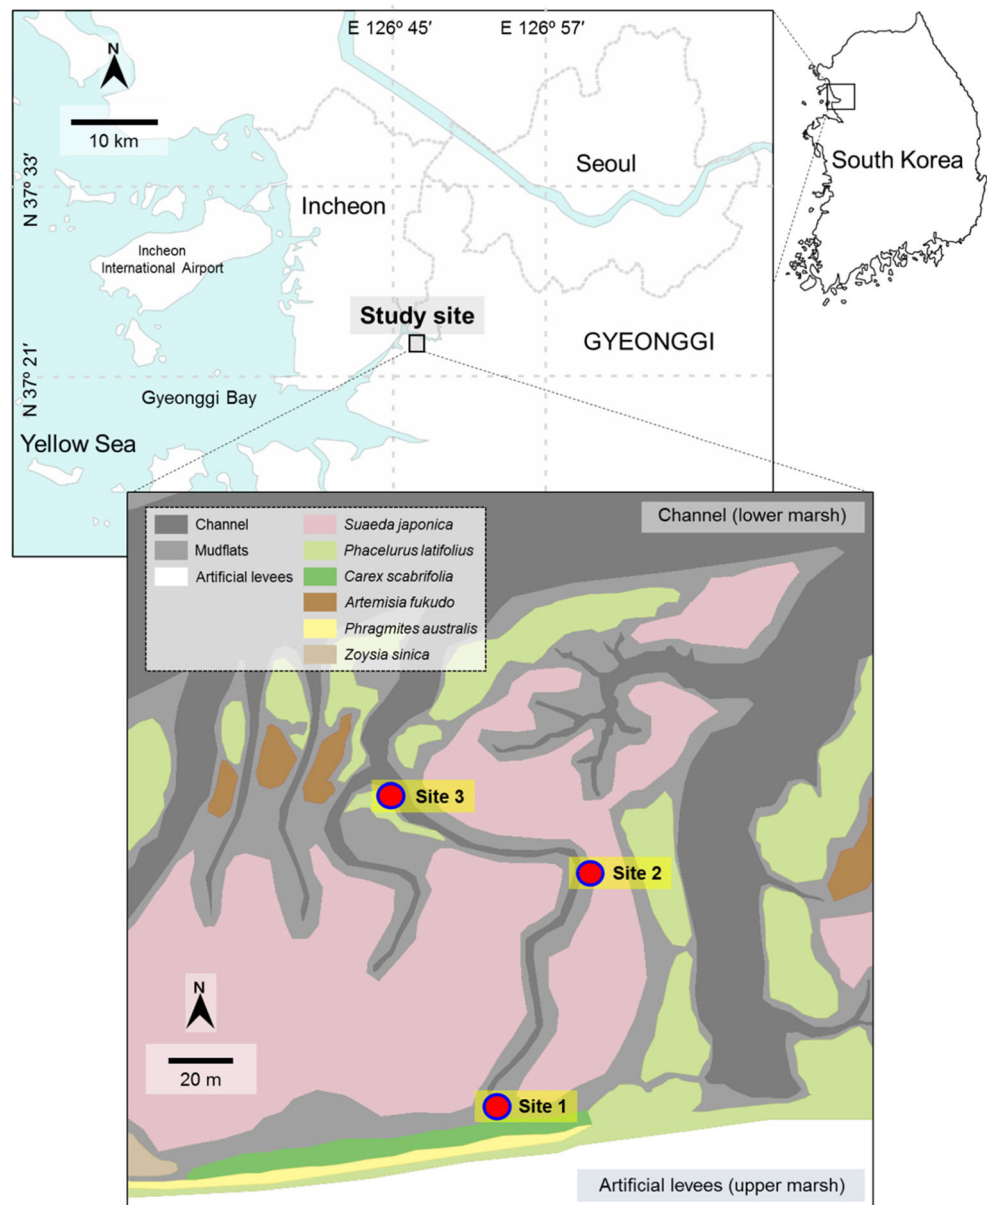 E 126º 45′
E 126º 57′
N
10 km
N 37º 33′
N 37º 21′
Seoul
Incheon
Incheon
International Airport
Study site
GYEONGGI
Gyeonggi Bay
Yellow Sea
South Korea
Channel
Mudflats
Artificial levees
Suaeda japonica
Phacelurus latifolius
Carex scabrifolia
Artemisia fukudo
Phragmites australis
Zoysia sinica
Channel (lower marsh)
Site 3
Site 2
N
20 m
Site 1
Artificial levees (upper marsh)